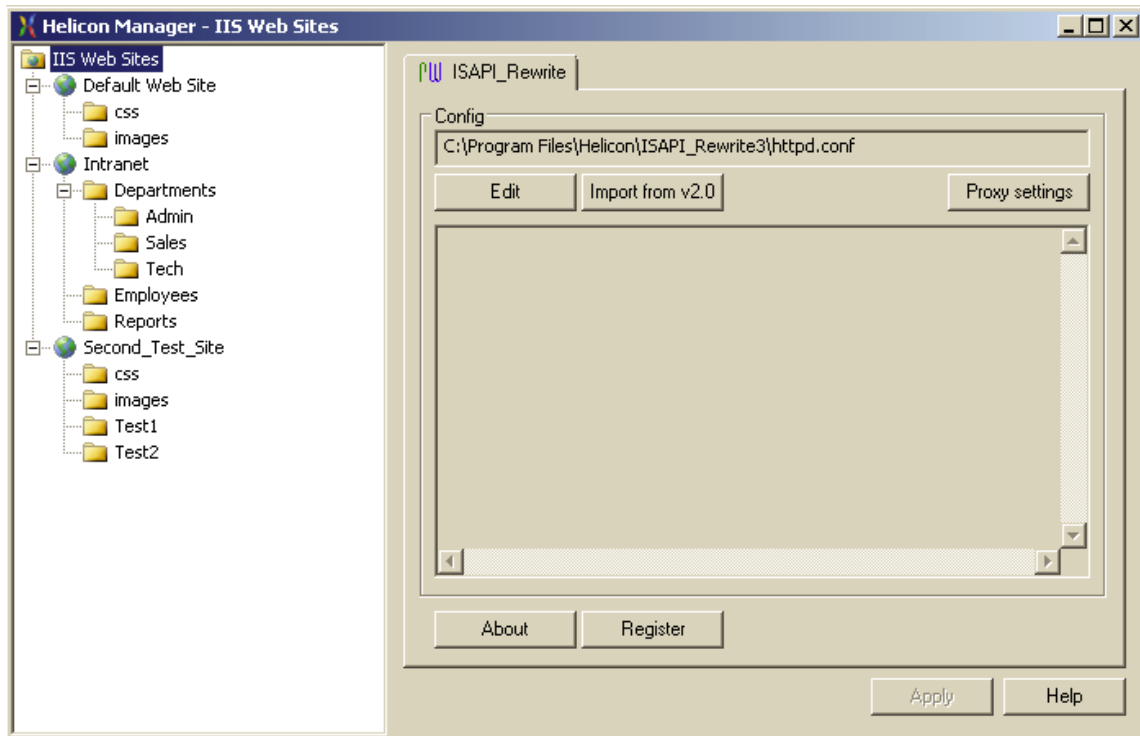 Helicon Manager - IIS Web Sites
IIS Web Sites
Default Web Site
css
images
Intranet
Departments
Admin
Sales
Tech
Employees
Reports
Second_Test_Site
css
images
Test1
Test2
ISAPI_Rewrite
Config
C:\Program Files\Helicon\ISAPI_Rewrite3\httpd.conf
Edit Import from v2.0 Proxy settings
About Register
Apply Help